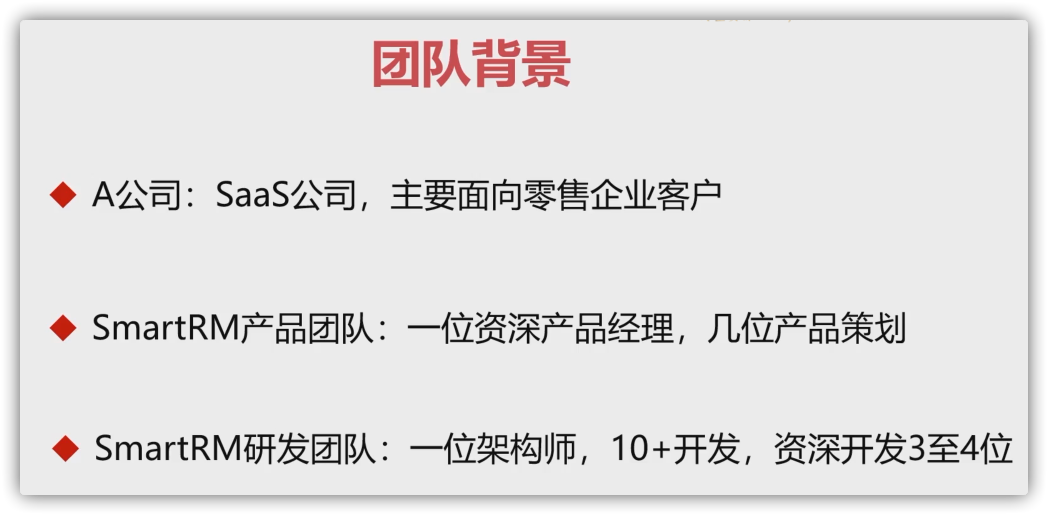 团队背景
A公司：SaaS公司，主要面向零售企业客户
SmartRM产品团队：一位资深产品经理，几位产品策划
SmartRM研发团队：一位架构师，10+开发，资深开发3至4位